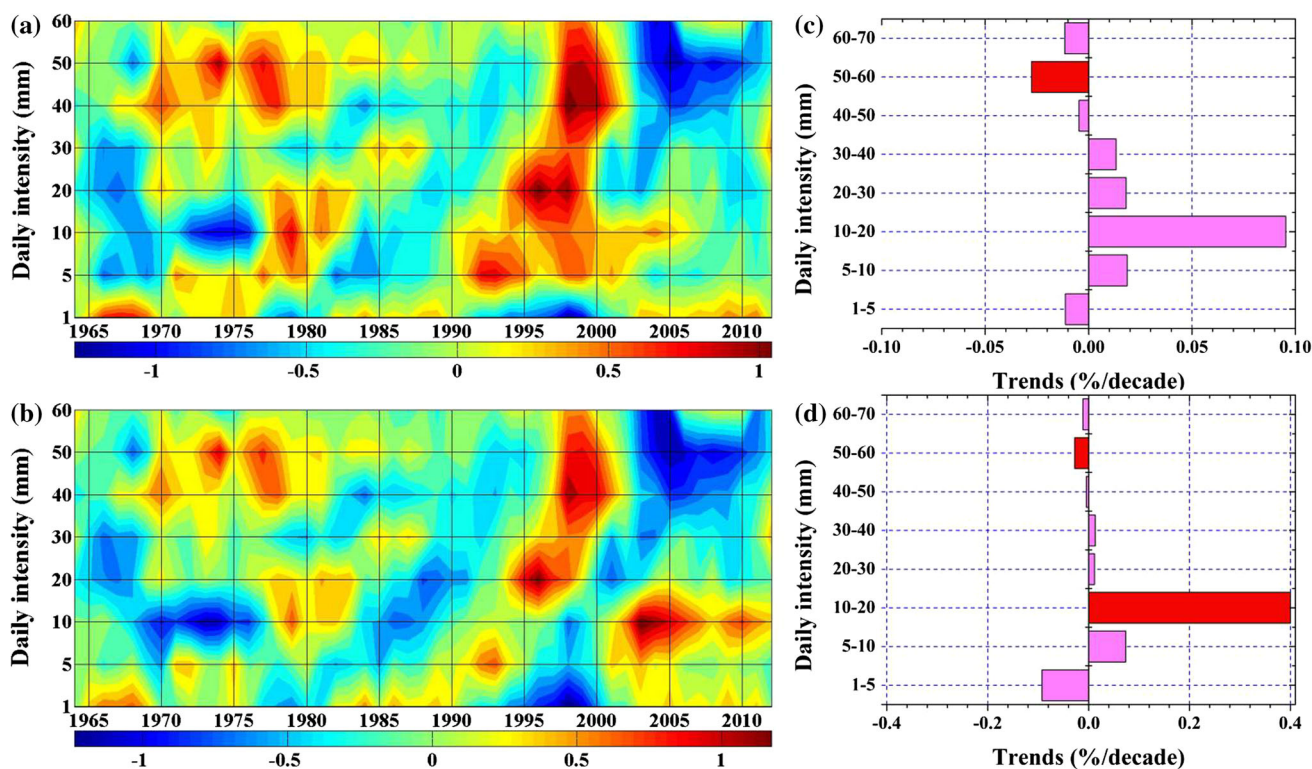 (a)
Daily intensity (mm)
60
50
40
30
20
10
5
1
1965 1970 1975 1980 1985 1990 1995 2000 2005 2010
-1 -0.5 0 0.5 1
(c)
Daily intensity (mm)
60-70
50-60
40-50
30-40
20-30
10-20
5-10
1-5
-0.10 -0.05 0.00 0.05 0.10
Trends (%/decade)
(b)
Daily intensity (mm)
60
50
40
30
20
10
5
1
1965 1970 1975 1980 1985 1990 1995 2000 2005 2010
-1 -0.5 0 0.5 1
(d)
Daily intensity (mm)
60-70
50-60
40-50
30-40
20-30
10-20
5-10
1-5
-0.4 -0.2 0.0 0.2 0.4
Trends (%/decade)